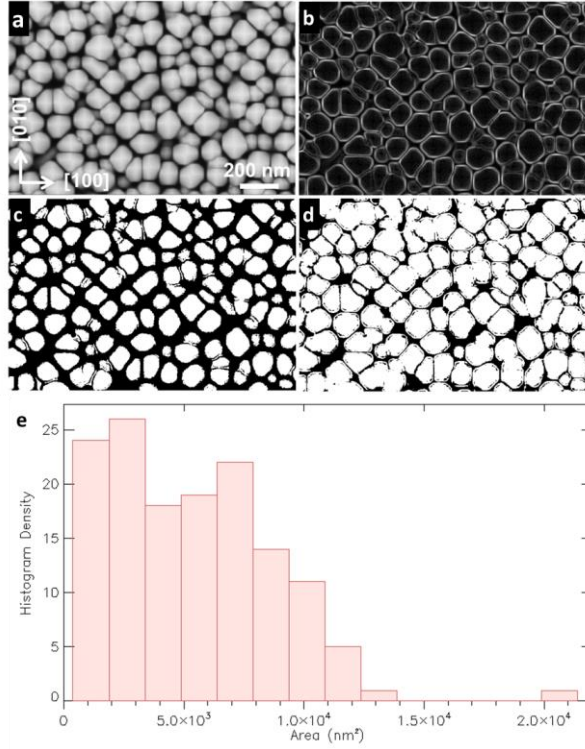 a
b
[010]
[100]
200 nm
c
d
e
25
20
15
10
5
0
Histogram Density
0
5.0×10³
1.0×10⁴
1.5×10⁴
2.0×10⁴
Area (nm²)